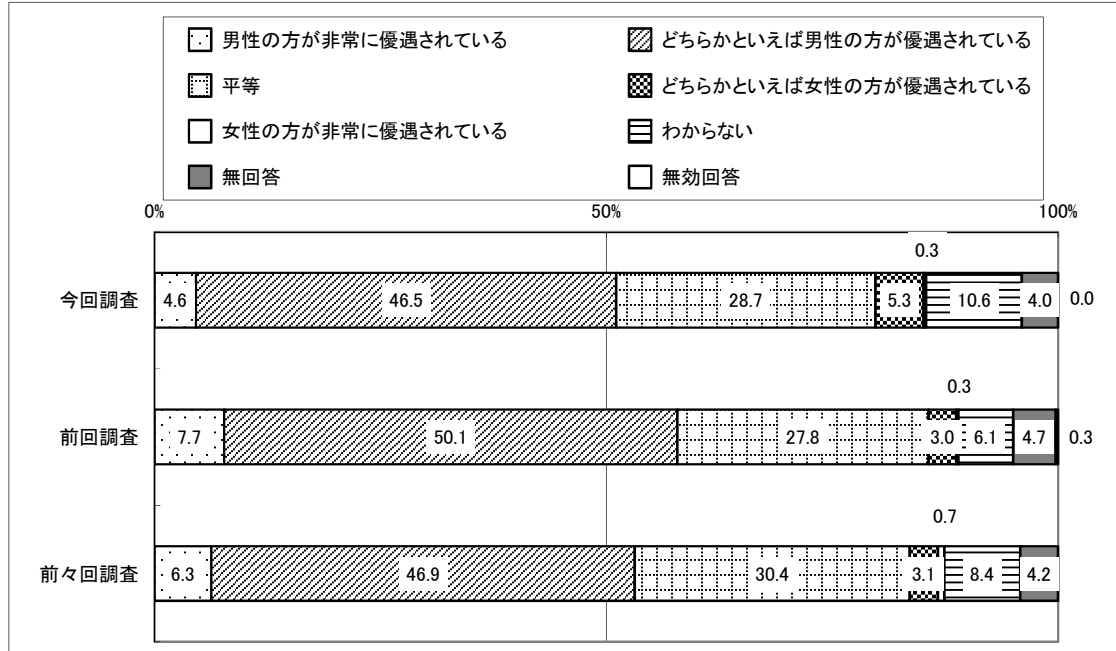 男性の方が非常に優遇されている どちらかといえば男性の方が優遇されている
平等 どちらかといえば女性の方が優遇されている
女性の方が非常に優遇されている わからない
無回答 無効回答
0% 50% 100%
0.3
今回調査 4.6 46.5 28.7 5.3 10.6 4.0 0.0
0.3
前回調査 7.7 50.1 27.8 3.0 6.1 4.7 0.3
0.7
前々回調査 6.3 46.9 30.4 3.1 8.4 4.2